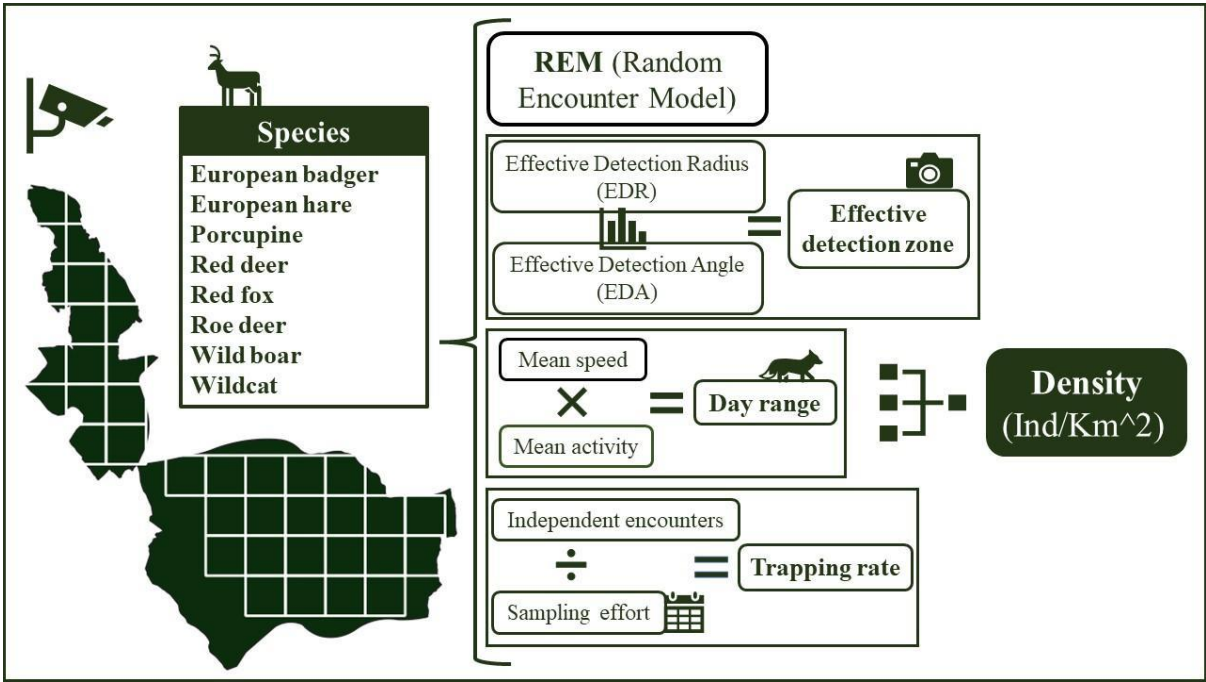 Species
European badger
European hare
Porcupine
Red deer
Red fox
Roe deer
Wild boar
Wildcat
REM (Random
Encounter Model)
Effective Detection Radius
(EDR)
Effective Detection Angle
(EDA)
=
Effective
detection zone
Mean speed
×
Mean activity
=
Day range
Independent encounters
÷
Sampling effort
=
Trapping rate
Density
(Ind/Km^2)